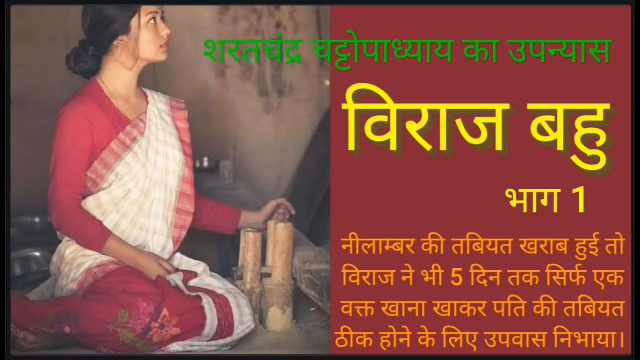 शरतचंद्र चट्टोपाध्याय का उपन्यास
विराज बहु
भाग 1
नीलाम्बर की तबियत खराब हुई तो
विराज ने भी 5 दिन तक सिर्फ एक
वक्त खाना खाकर पति की तबियत
ठीक होने के लिए उपवास निभाया।